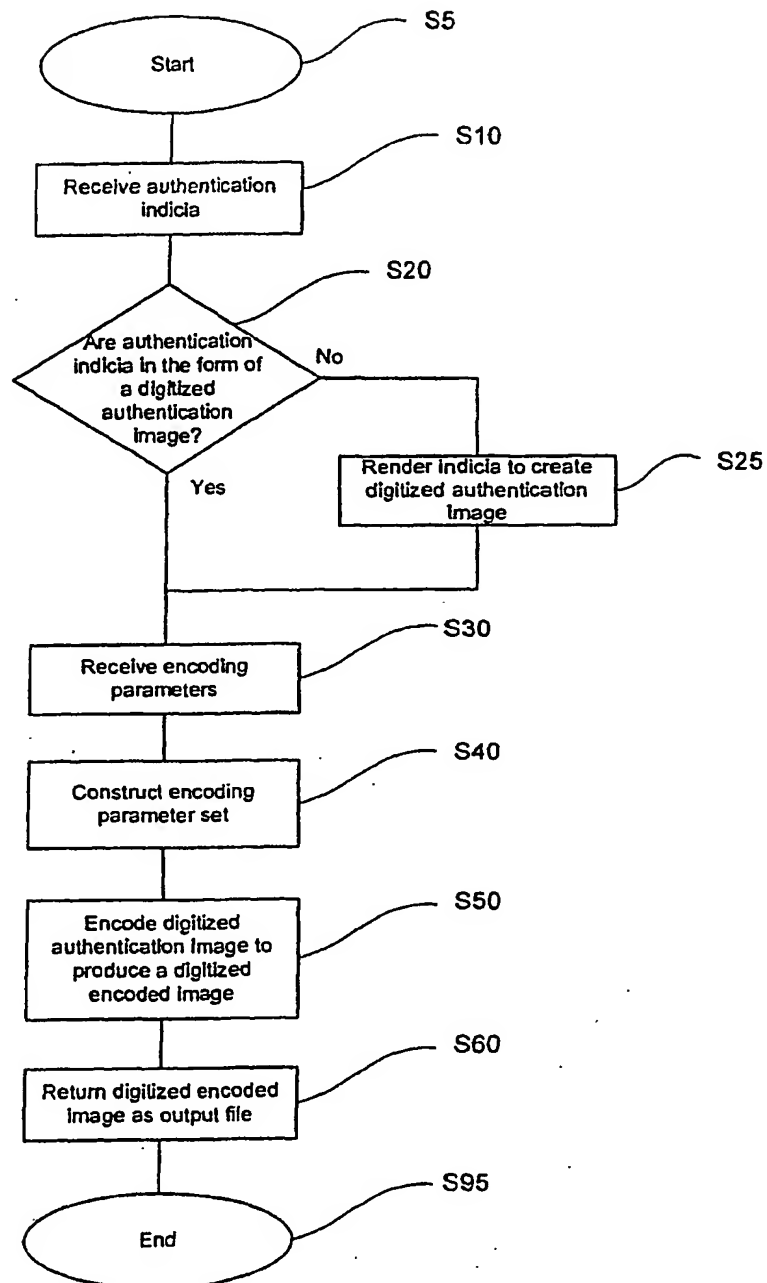 S5
Start
S10
Receive authentication
indicia
S20
Are authentication
indicia in the form of
a digitized
authentication
image?
No
Yes
Render indicia to create
digitized authentication
image
S25
S30
Receive encoding
parameters
S40
Construct encoding
parameter set
S50
Encode digitized
authentication image to
produce a digitized
encoded image
S60
Return digitized encoded
image as output file
S95
End